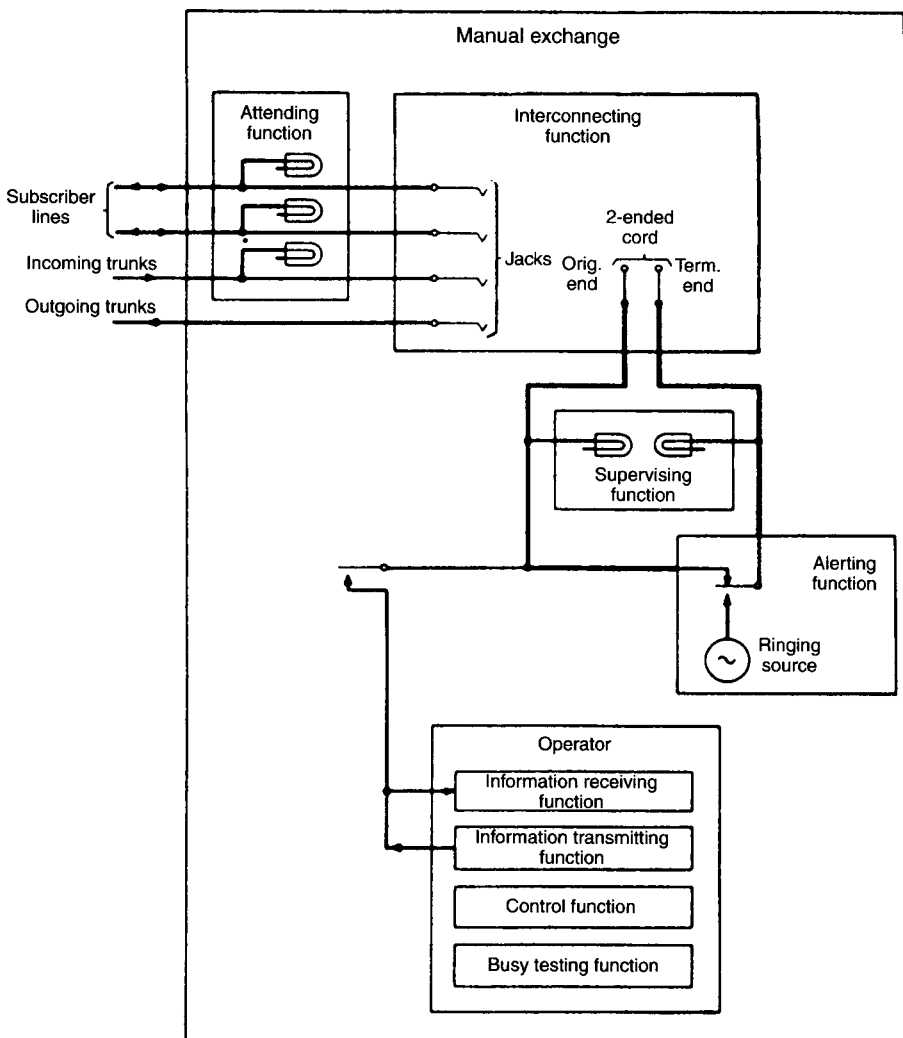 Manual exchange
Attending
function
Interconnecting
function
Subscriber
lines
2-ended
cord
Incoming trunks
Jacks
Orig.
end
Term.
end
Outgoing trunks
Supervising
function
Alerting
function
Ringing
source
~
Operator
Information receiving
function
Information transmitting
function
Control function
Busy testing function